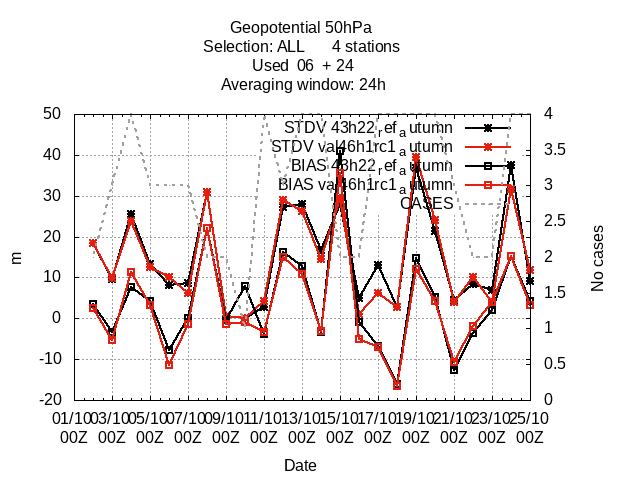 Geopotential 50hPa
Selection: ALL 4 stations
Used 06 + 24
Averaging window: 24h
STDV 43h22refautumn
STDV val46h1rc1autumn
BIAS 43h22refautumn
BIAS val46h1rc1autumn
CASES
50
40
30
20
10
0
-10
-20
m
4
3.5
3
2.5
2
1.5
1
0.5
0
No cases
01/10 03/10 05/10 07/10 09/10 11/10 13/10 15/10 17/10 19/10 21/10 23/10 25/10
00Z 00Z 00Z 00Z 00Z 00Z 00Z 00Z 00Z 00Z 00Z 00Z 00Z
Date